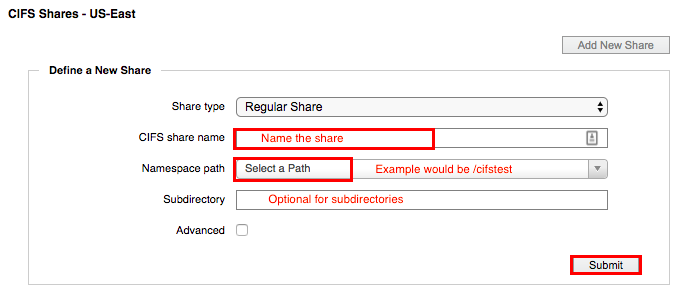 CIFS Shares - US-East
Add New Share
Define a New Share
Share type Regular Share
CIFS share name Name the share
Namespace path Select a Path Example would be /cifstest
Subdirectory Optional for subdirectories
Advanced
Submit